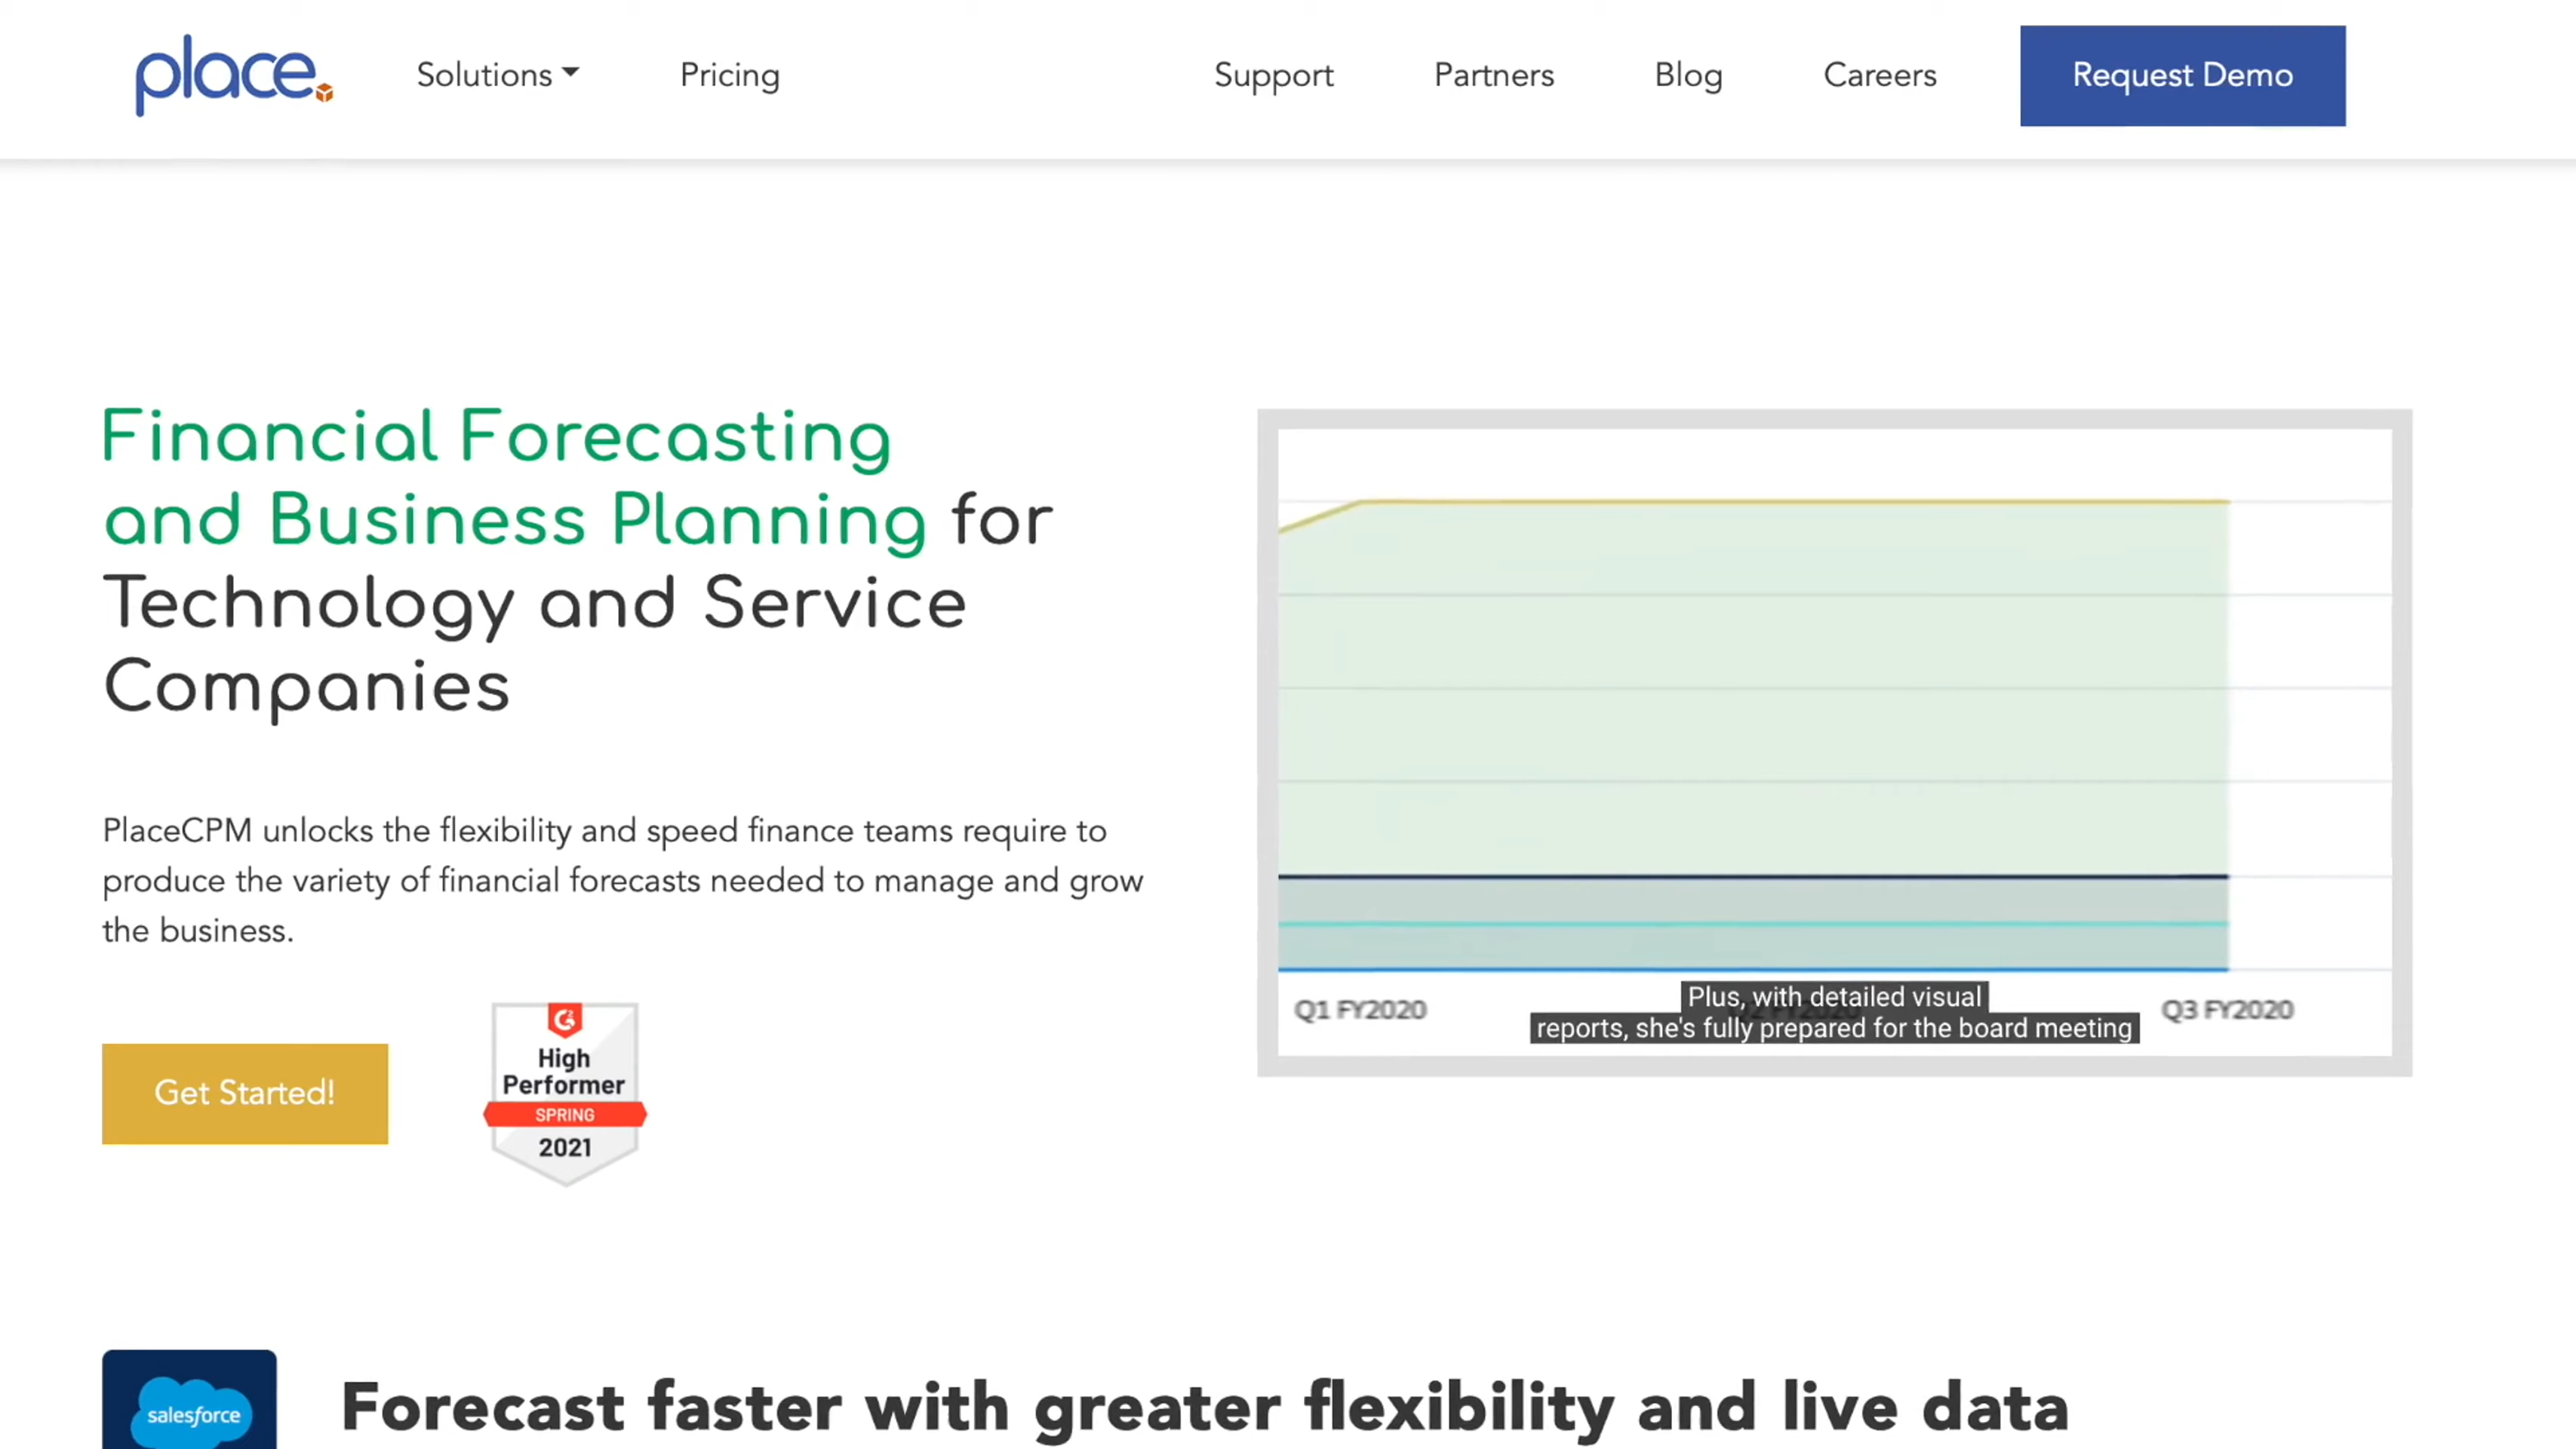 place.
Solutions
Pricing
Support
Partners
Blog
Careers
Request Demo
Financial Forecasting
and Business Planning for
Technology and Service
Companies
PlaceCPM unlocks the flexibility and speed finance teams require to
produce the variety of financial forecasts needed to manage and grow
the business.
Get Started!
High
Performer
SPRING
2021
Q1 FY2020
Q2 FY2020
Q3 FY2020
Plus, with detailed visual
reports, she's fully prepared for the board meeting
salesforce
Forecast faster with greater flexibility and live data